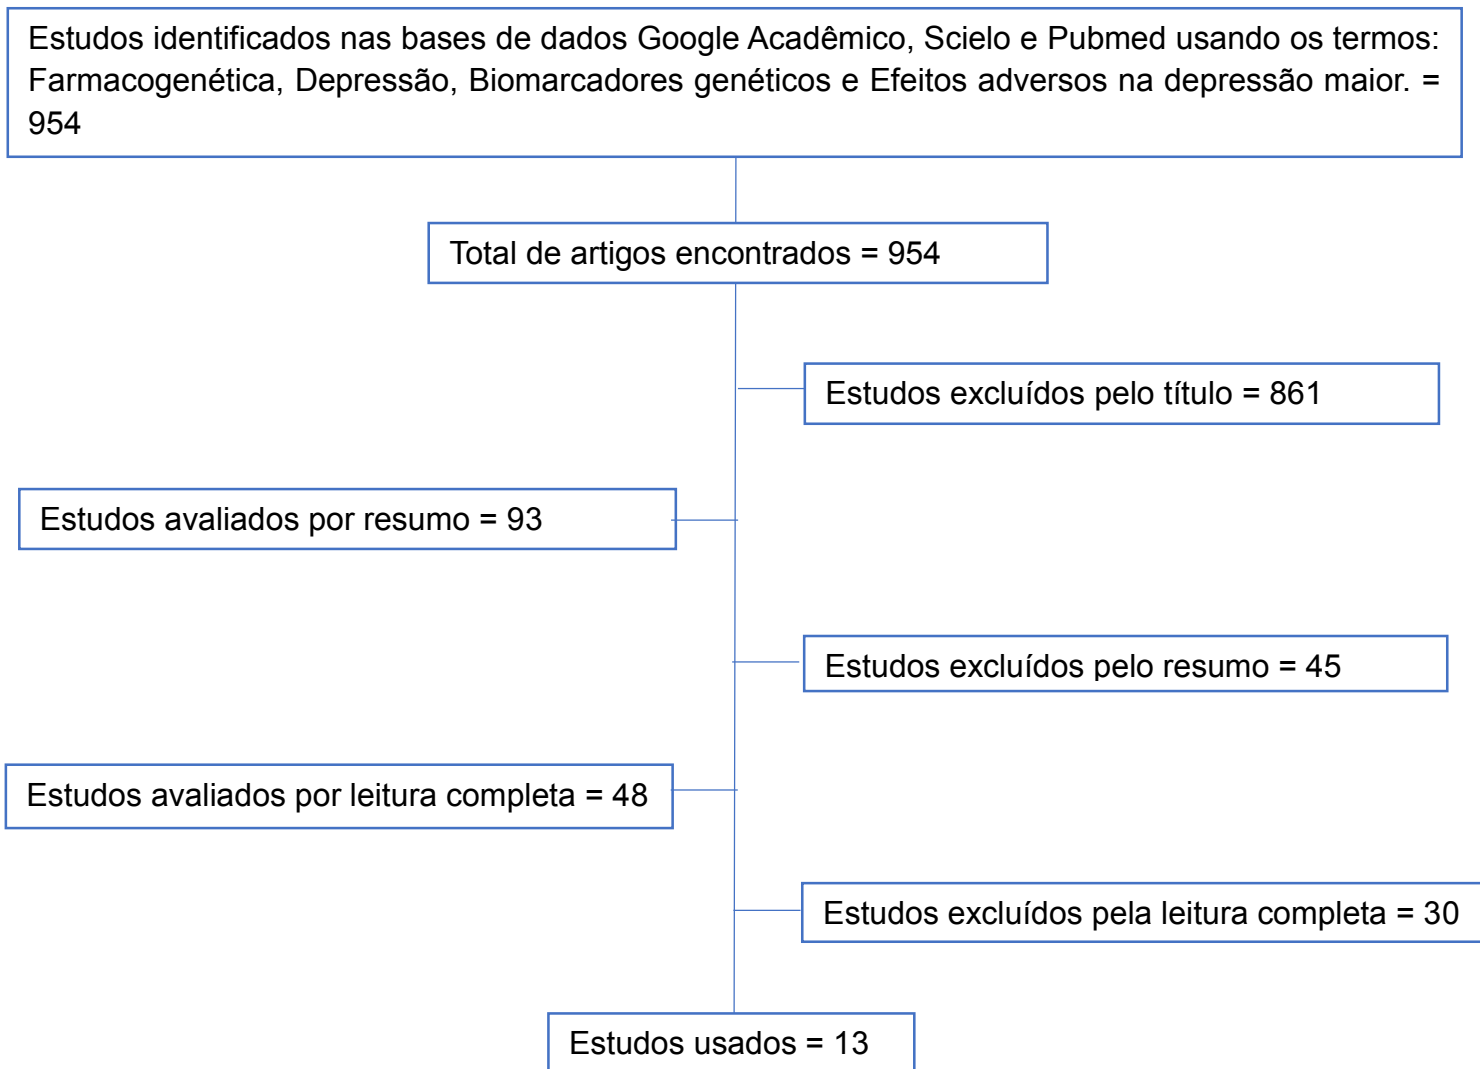 Estudos identificados nas bases de dados Google Acadêmico, Scielo e Pubmed usando os termos:
Farmacogenética, Depressão, Biomarcadores genéticos e Efeitos adversos na depressão maior. =
954
Total de artigos encontrados = 954
Estudos excluídos pelo título = 861
Estudos avaliados por resumo = 93
Estudos excluídos pelo resumo = 45
Estudos avaliados por leitura completa = 48
Estudos excluídos pela leitura completa = 30
Estudos usados = 13